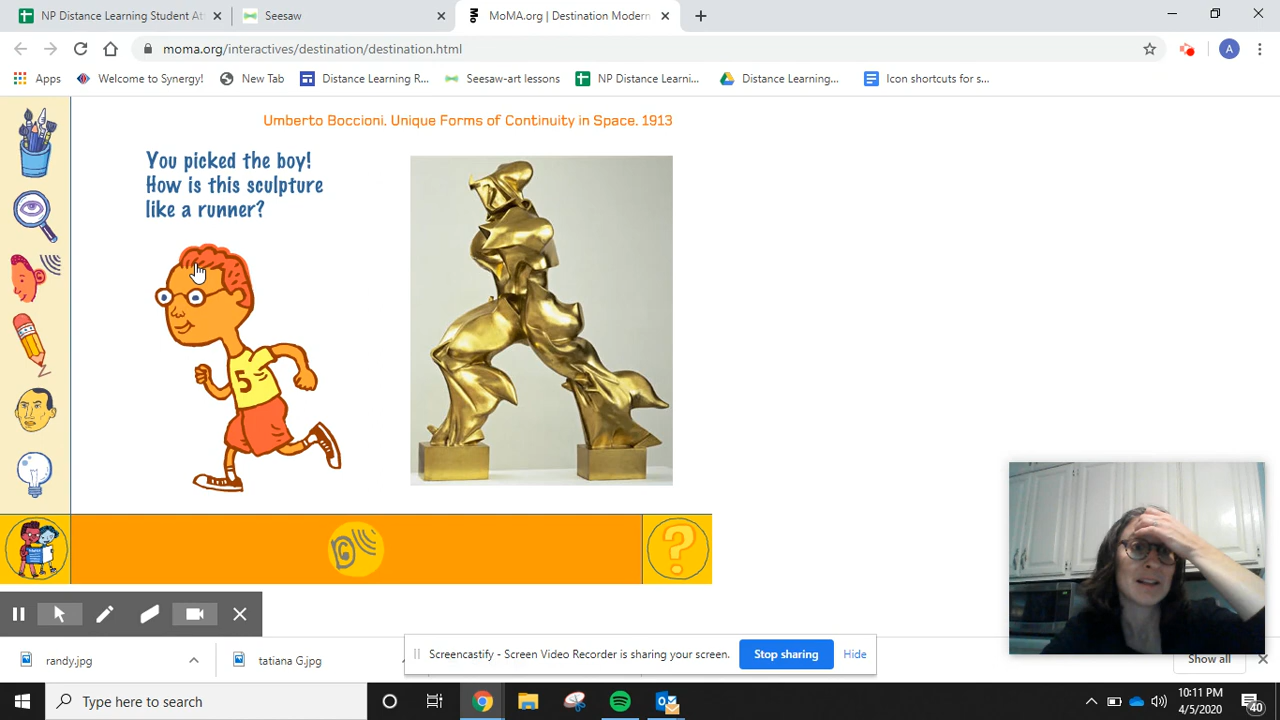 NP Distance Learning Student At
Seesaw
MoMA.org | Destination Modern
moma.org/interactives/destination/destination.html
A
Apps
Welcome to Synergy!
New Tab
Distance Learning R...
Seesaw-art lessons
NP Distance Learni...
Distance Learning...
Icon shortcuts for s...
Umberto Boccioni. Unique Forms of Continuity in Space. 1913
You picked the boy!
How is this sculpture
like a runner?
5
?
Screencastify - Screen Video Recorder is sharing your screen.
Stop sharing
Hide
randy.jpg
tatiana G.jpg
Show all
Type here to search
10:11 PM
4/5/2020
40